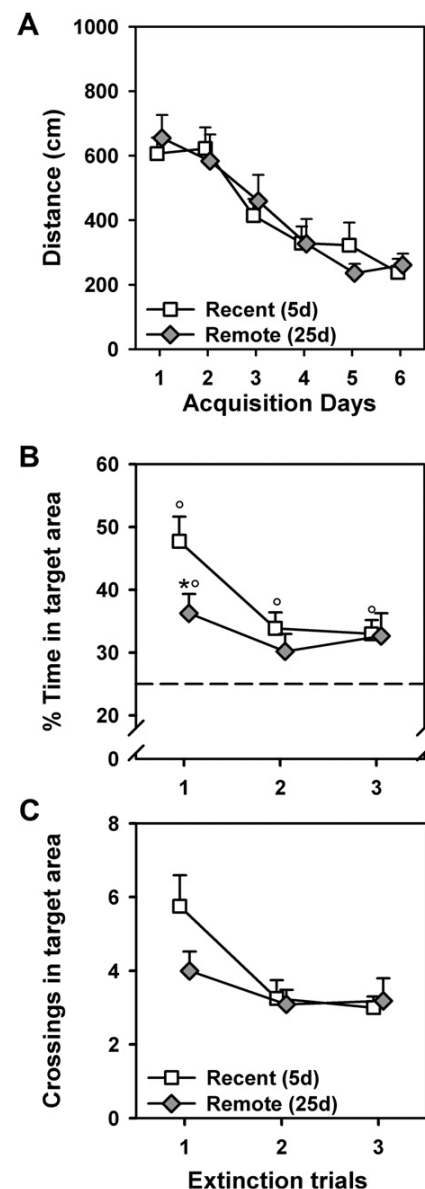 A
1000
800
600
400
200
0
Distance (cm)
Recent (5d)
Remote (25d)
1 2 3 4 5 6
Acquisition Days
B
60
50
40
30
20
0
% Time in target area
°
*°
°
°
1 2 3
C
8
6
4
2
0
Crossings in target area
Recent (5d)
Remote (25d)
1 2 3
Extinction trials